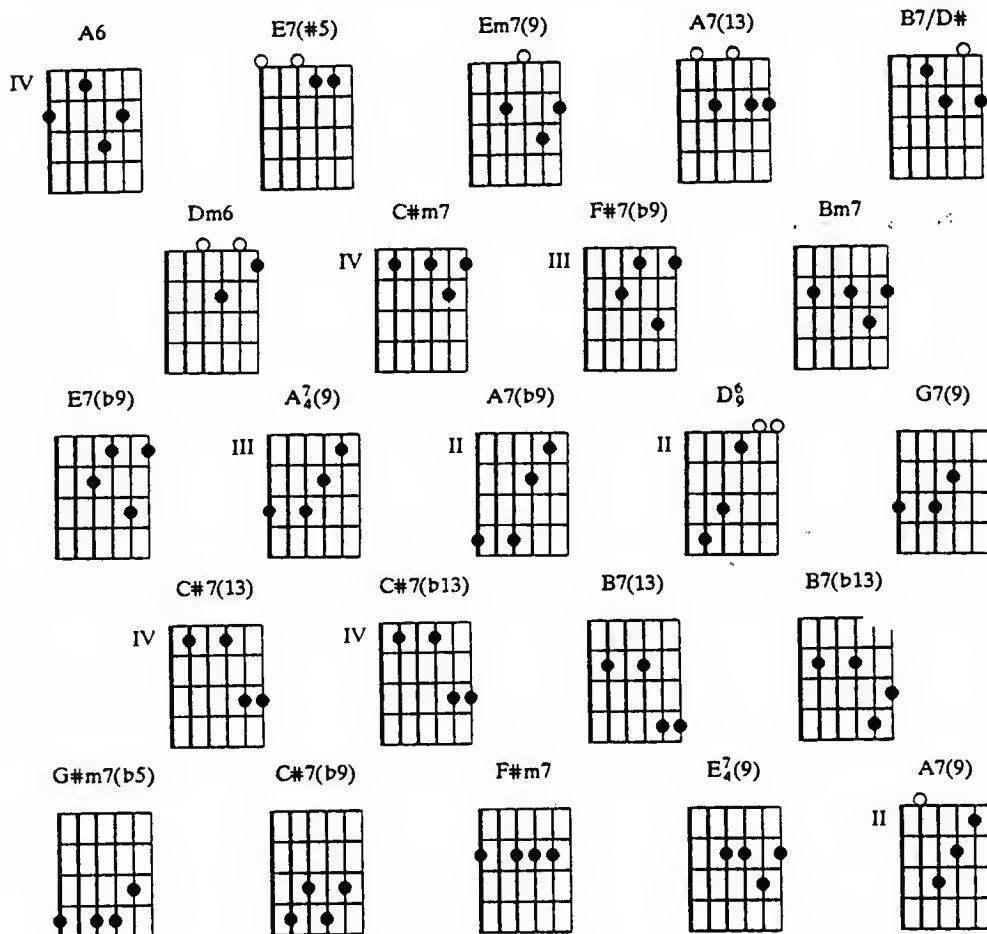 A6 E7(#5) Em7(9) A7(13) B7/D#
IV
Dm6 C#m7 F#7(b9) Bm7
IV III
E7(b9) A7/4(9) A7(b9) D6/9 G7(9)
III II II
C#7(13) C#7(b13) B7(13) B7(b13)
IV IV
G#m7(b5) C#7(b9) F#m7 E7/4(9) A7(9)
II